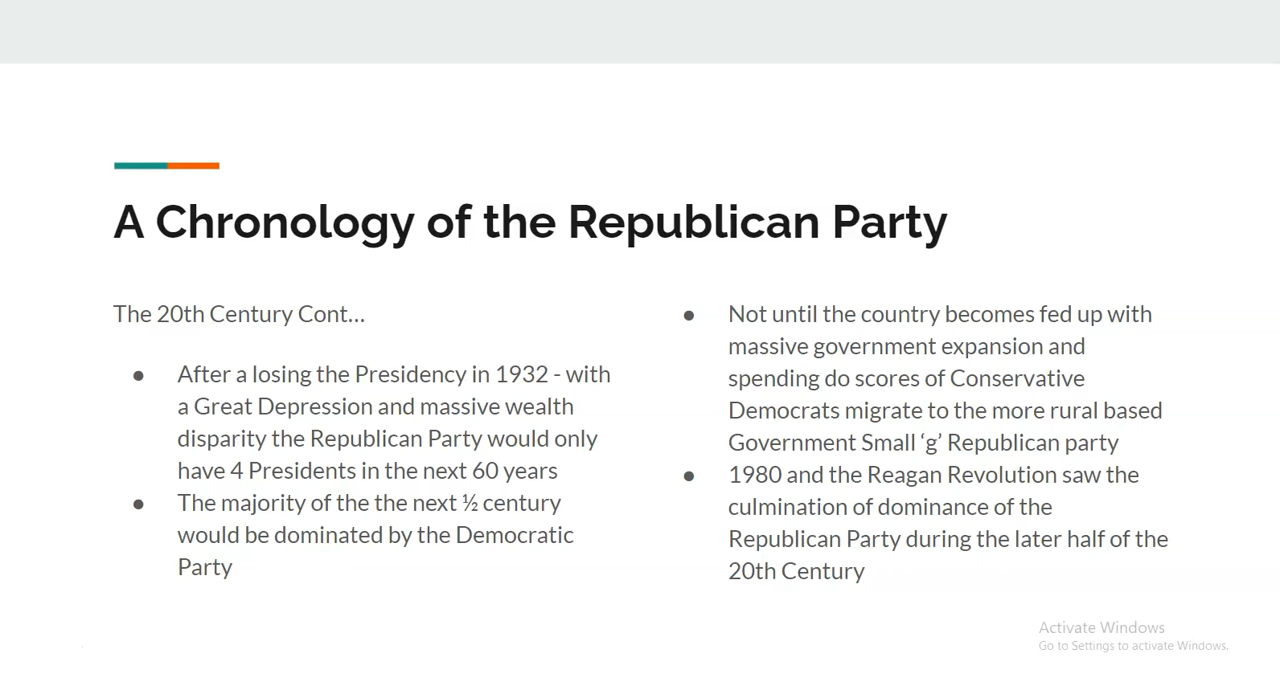 A Chronology of the Republican Party
The 20th Century Cont...
● After a losing the Presidency in 1932 - with
a Great Depression and massive wealth
disparity the Republican Party would only
have 4 Presidents in the next 60 years
● The majority of the the next ½ century
would be dominated by the Democratic
Party
● Not until the country becomes fed up with
massive government expansion and
spending do scores of Conservative
Democrats migrate to the more rural based
Government Small ‘g’ Republican party
● 1980 and the Reagan Revolution saw the
culmination of dominance of the
Republican Party during the later half of the
20th Century
Activate Windows
Go to Settings to activate Windows.